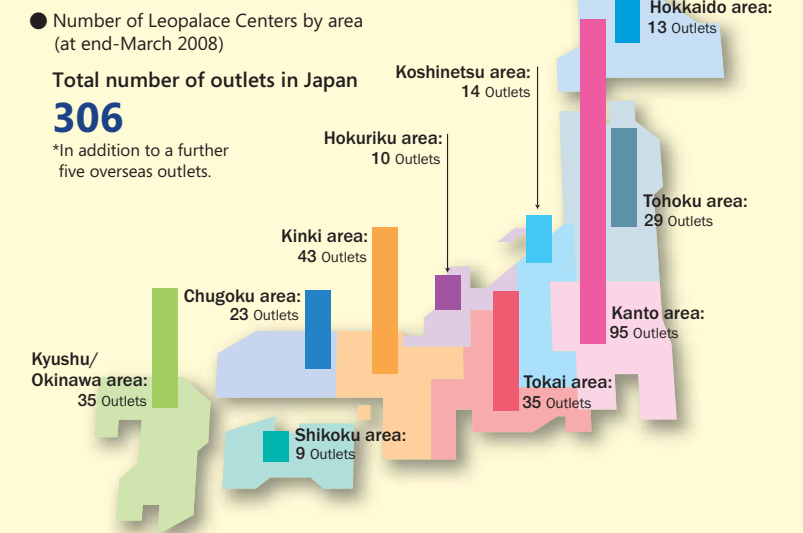 ● Number of Leopalace Centers by area
(at end-March 2008)
Total number of outlets in Japan
306
*In addition to a further
five overseas outlets.
Hokkaido area:
13 Outlets
Koshinetsu area:
14 Outlets
Hokuriku area:
10 Outlets
Tohoku area:
29 Outlets
Kinki area:
43 Outlets
Chugoku area:
23 Outlets
Kanto area:
95 Outlets
Kyushu/
Okinawa area:
35 Outlets
Tokai area:
35 Outlets
Shikoku area:
9 Outlets